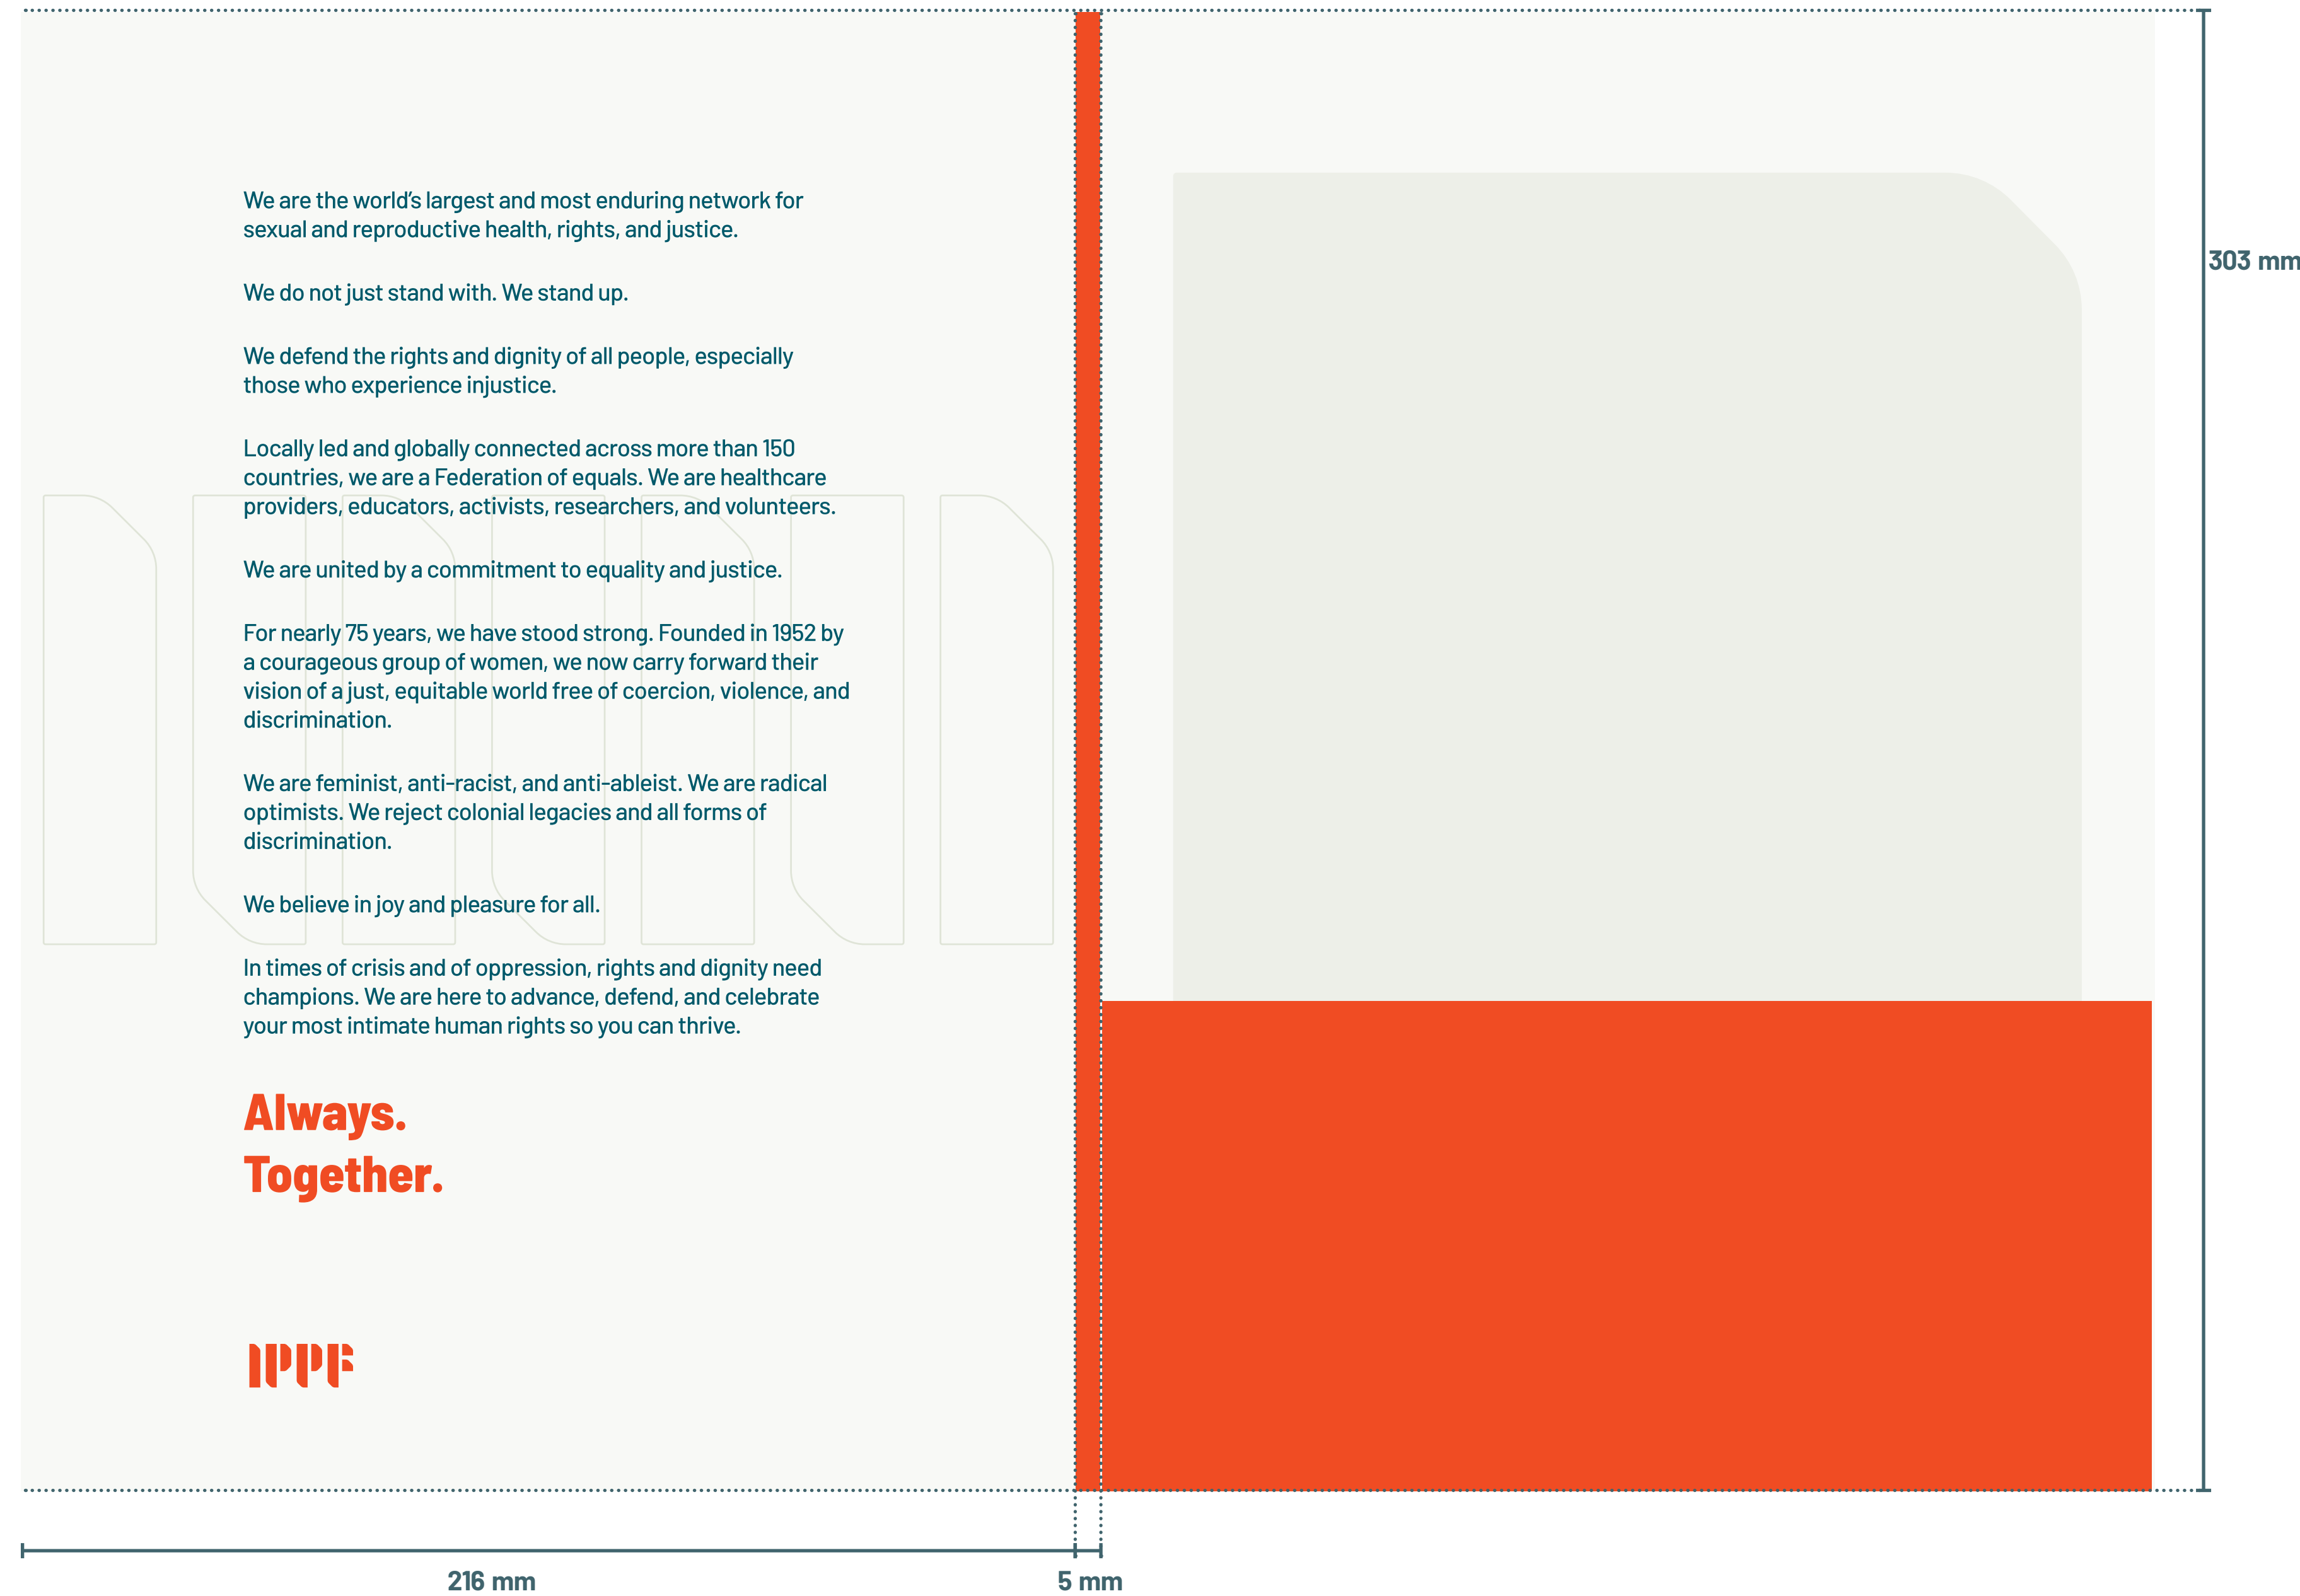 We are the world’s largest and most enduring network for
sexual and reproductive health, rights, and justice.
We do not just stand with. We stand up.
We defend the rights and dignity of all people, especially
those who experience injustice.
Locally led and globally connected across more than 150
countries, we are a Federation of equals. We are healthcare
providers, educators, activists, researchers, and volunteers.
We are united by a commitment to equality and justice.
For nearly 75 years, we have stood strong. Founded in 1952 by
a courageous group of women, we now carry forward their
vision of a just, equitable world free of coercion, violence, and
discrimination.
We are feminist, anti-racist, and anti-ableist. We are radical
optimists. We reject colonial legacies and all forms of
discrimination.
We believe in joy and pleasure for all.
In times of crisis and of oppression, rights and dignity need
champions. We are here to advance, defend, and celebrate
your most intimate human rights so you can thrive.
Always.
Together.
IPPF
303 mm
216 mm
5 mm